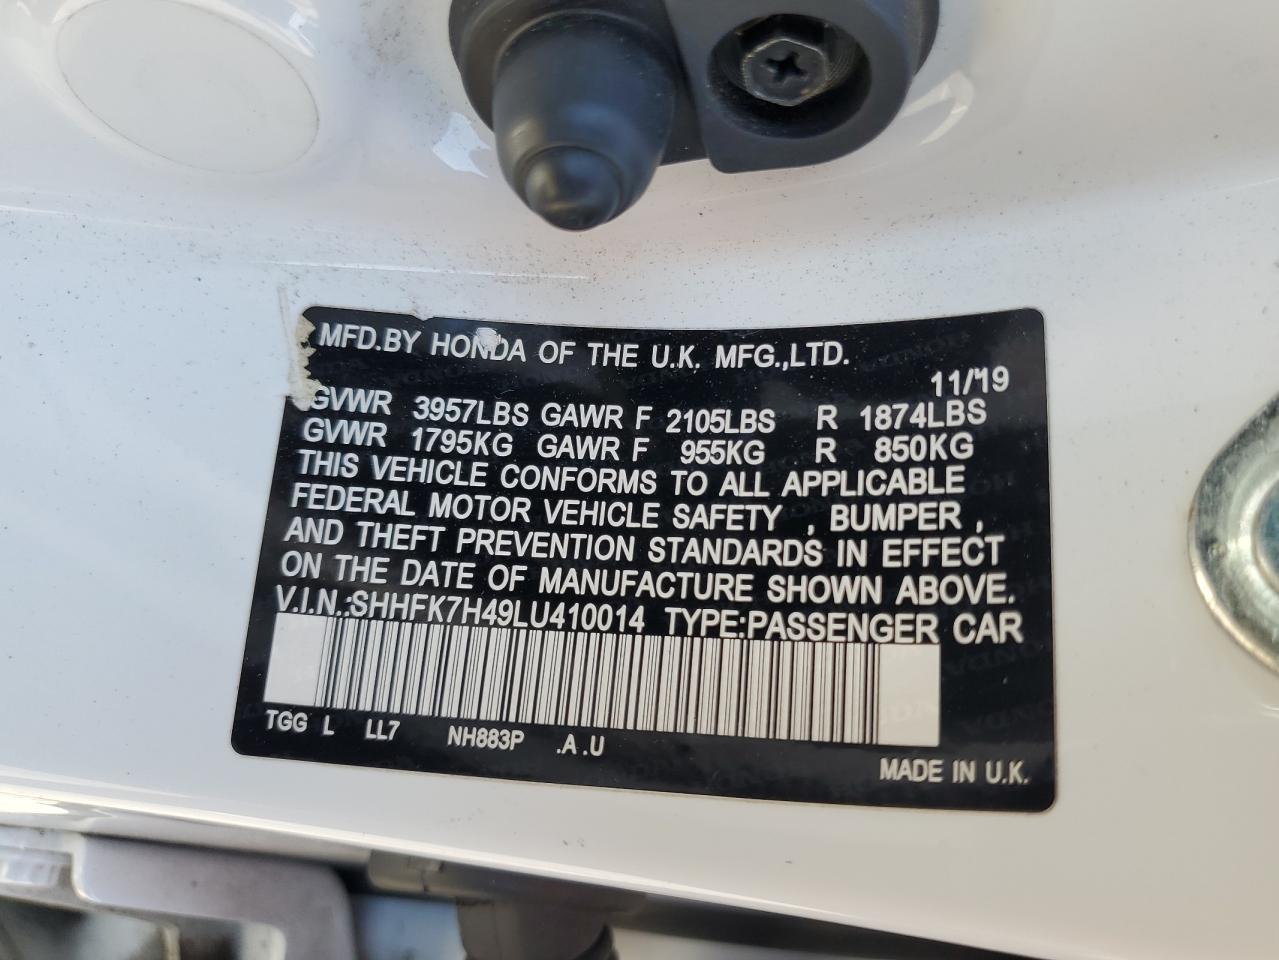 MFD.BY HONDA OF THE U.K. MFG.,LTD.
11/'19
GVWR 3957LBS GAWR F 2105LBS R 1874LBS
GVWR 1795KG GAWR F 955KG R 850KG
THIS VEHICLE CONFORMS TO ALL APPLICABLE
FEDERAL MOTOR VEHICLE SAFETY , BUMPER ,
AND THEFT PREVENTION STANDARDS IN EFFECT
ON THE DATE OF MANUFACTURE SHOWN ABOVE.
V.I.N.:SHHFK7H49LU410014 TYPE:PASSENGER CAR
TGG L LL7 NH883P .A .U
MADE IN U.K.